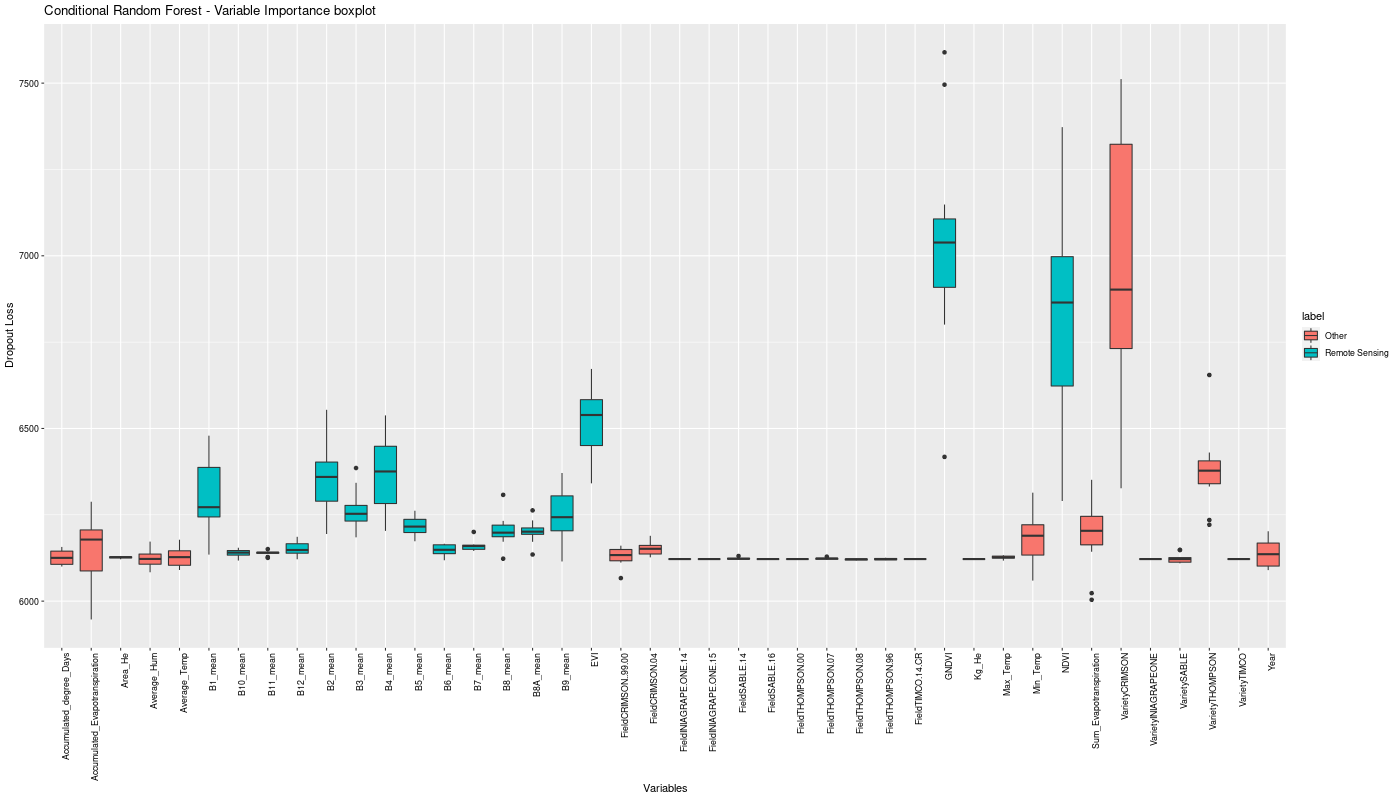 Conditional Random Forest - Variable Importance boxplot
7500
7000
6500
6000
Dropout Loss
Accumulated_degree_Days
Accumulated_Evapotranspiration
Area_He
Average_Hum
Average_Temp
B1_mean
B10_mean
B11_mean
B12_mean
B2_mean
B3_mean
B4_mean
B5_mean
B6_mean
B7_mean
B8_mean
B8A_mean
B9_mean
EVI
FieldCRIMSON.99.00
FieldCRIMSON.04
FieldINIAGRAPE.ONE.14
FieldINIAGRAPE.ONE.15
FieldSABLE.14
FieldSABLE.16
FieldTHOMPSON.00
FieldTHOMPSON.07
FieldTHOMPSON.08
FieldTHOMPSON.96
FieldTIMCO.14.CR
GNDVI
Kg_He
Max_Temp
Min_Temp
NDVI
Sum_Evapotranspiration
VarietyCRIMSON
VarietyINIAGRAPEONE
VarietySABLE
VarietyTHOMPSON
VarietyTIMCO
Year
Variables
label
Other
Remote Sensing